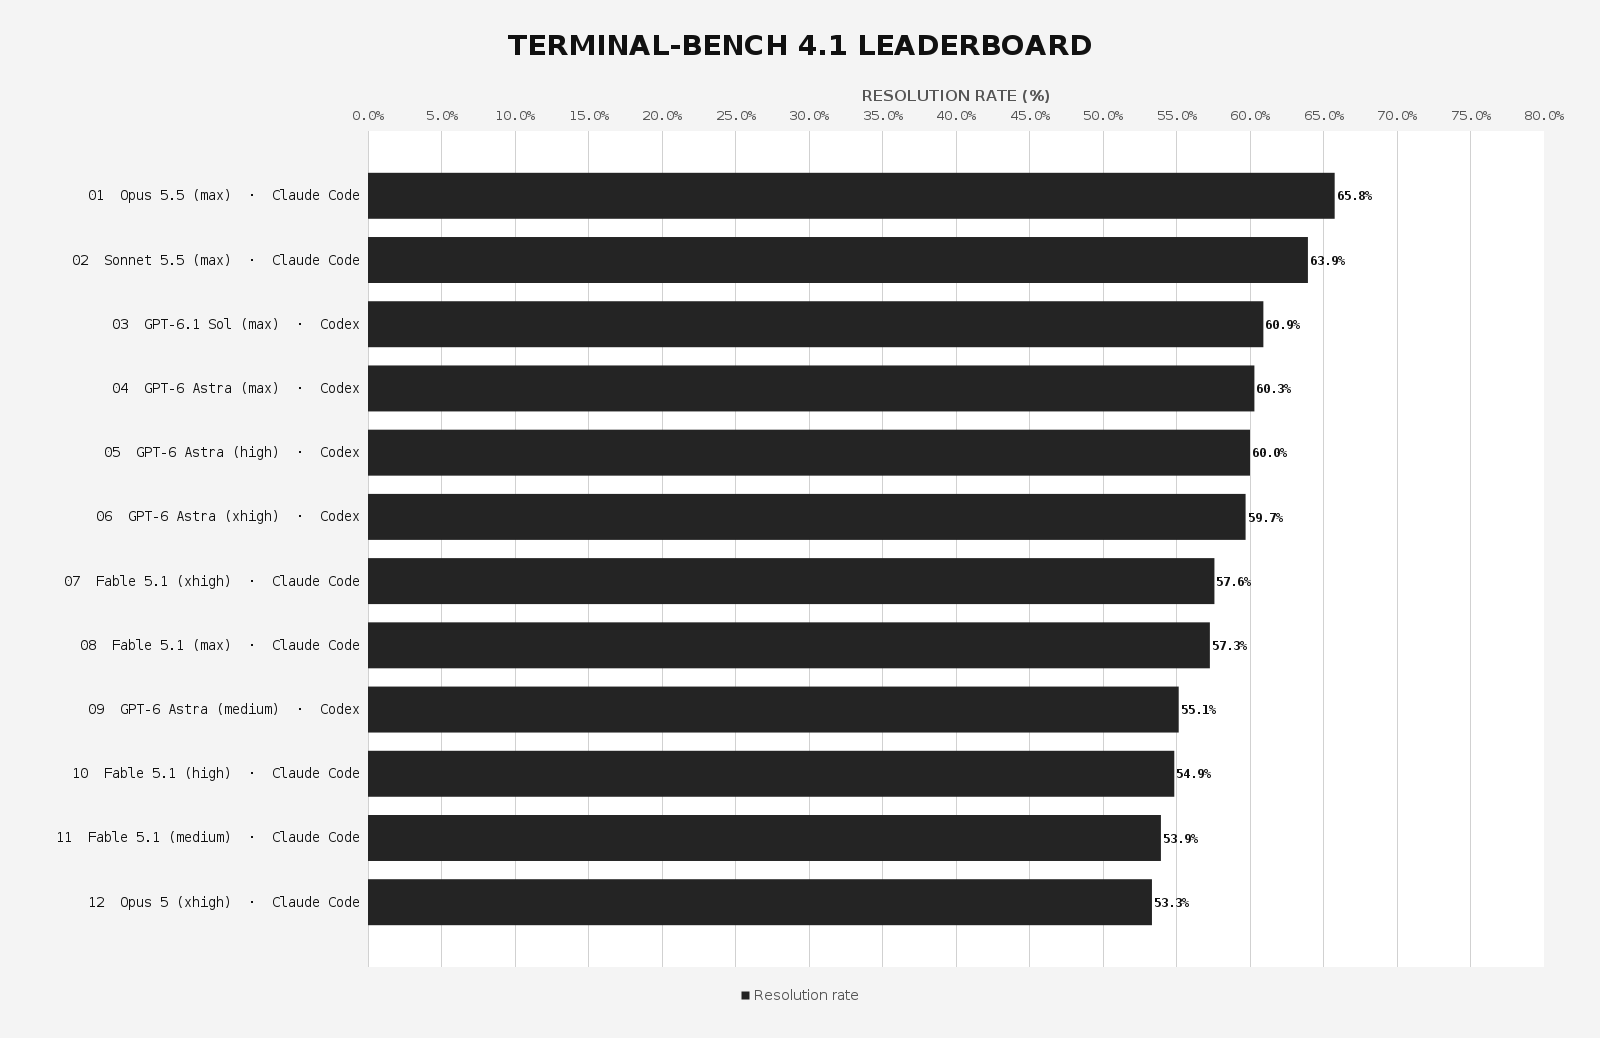 TERMINAL-BENCH 4.1 LEADERBOARD
RESOLUTION RATE (%)
0.0% 5.0% 10.0% 15.0% 20.0% 25.0% 30.0% 35.0% 40.0% 45.0% 50.0% 55.0% 60.0% 65.0% 70.0% 75.0% 80.0%
01 Opus 5.5 (max) · Claude Code 65.8%
02 Sonnet 5.5 (max) · Claude Code 63.9%
03 GPT-6.1 Sol (max) · Codex 60.9%
04 GPT-6 Astra (max) · Codex 60.3%
05 GPT-6 Astra (high) · Codex 60.0%
06 GPT-6 Astra (xhigh) · Codex 59.7%
07 Fable 5.1 (xhigh) · Claude Code 57.6%
08 Fable 5.1 (max) · Claude Code 57.3%
09 GPT-6 Astra (medium) · Codex 55.1%
10 Fable 5.1 (high) · Claude Code 54.9%
11 Fable 5.1 (medium) · Claude Code 53.9%
12 Opus 5 (xhigh) · Claude Code 53.3%
Resolution rate